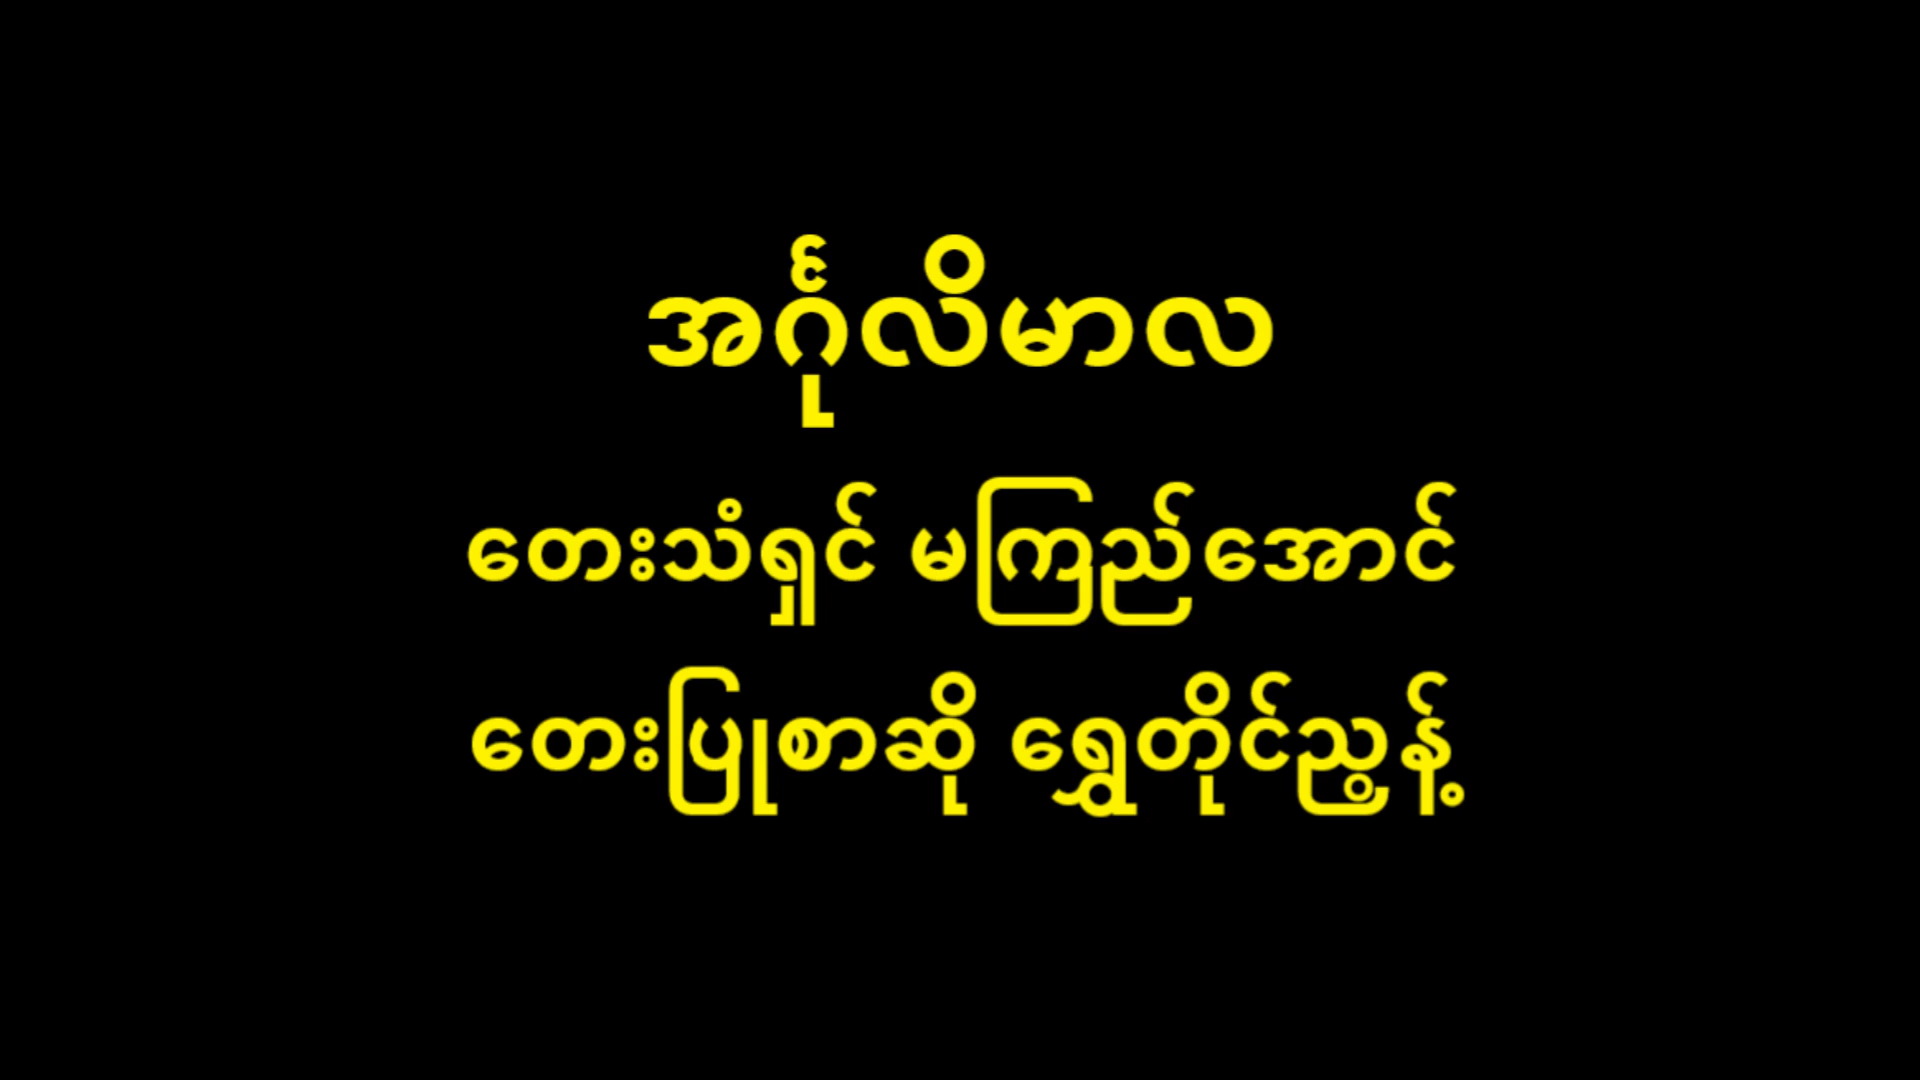 အင်္ဂုလိမာလ
တေးသံရှင် မကြည်အောင်
တေးပြုစာဆို ရွှေတိုင်ညွန့်